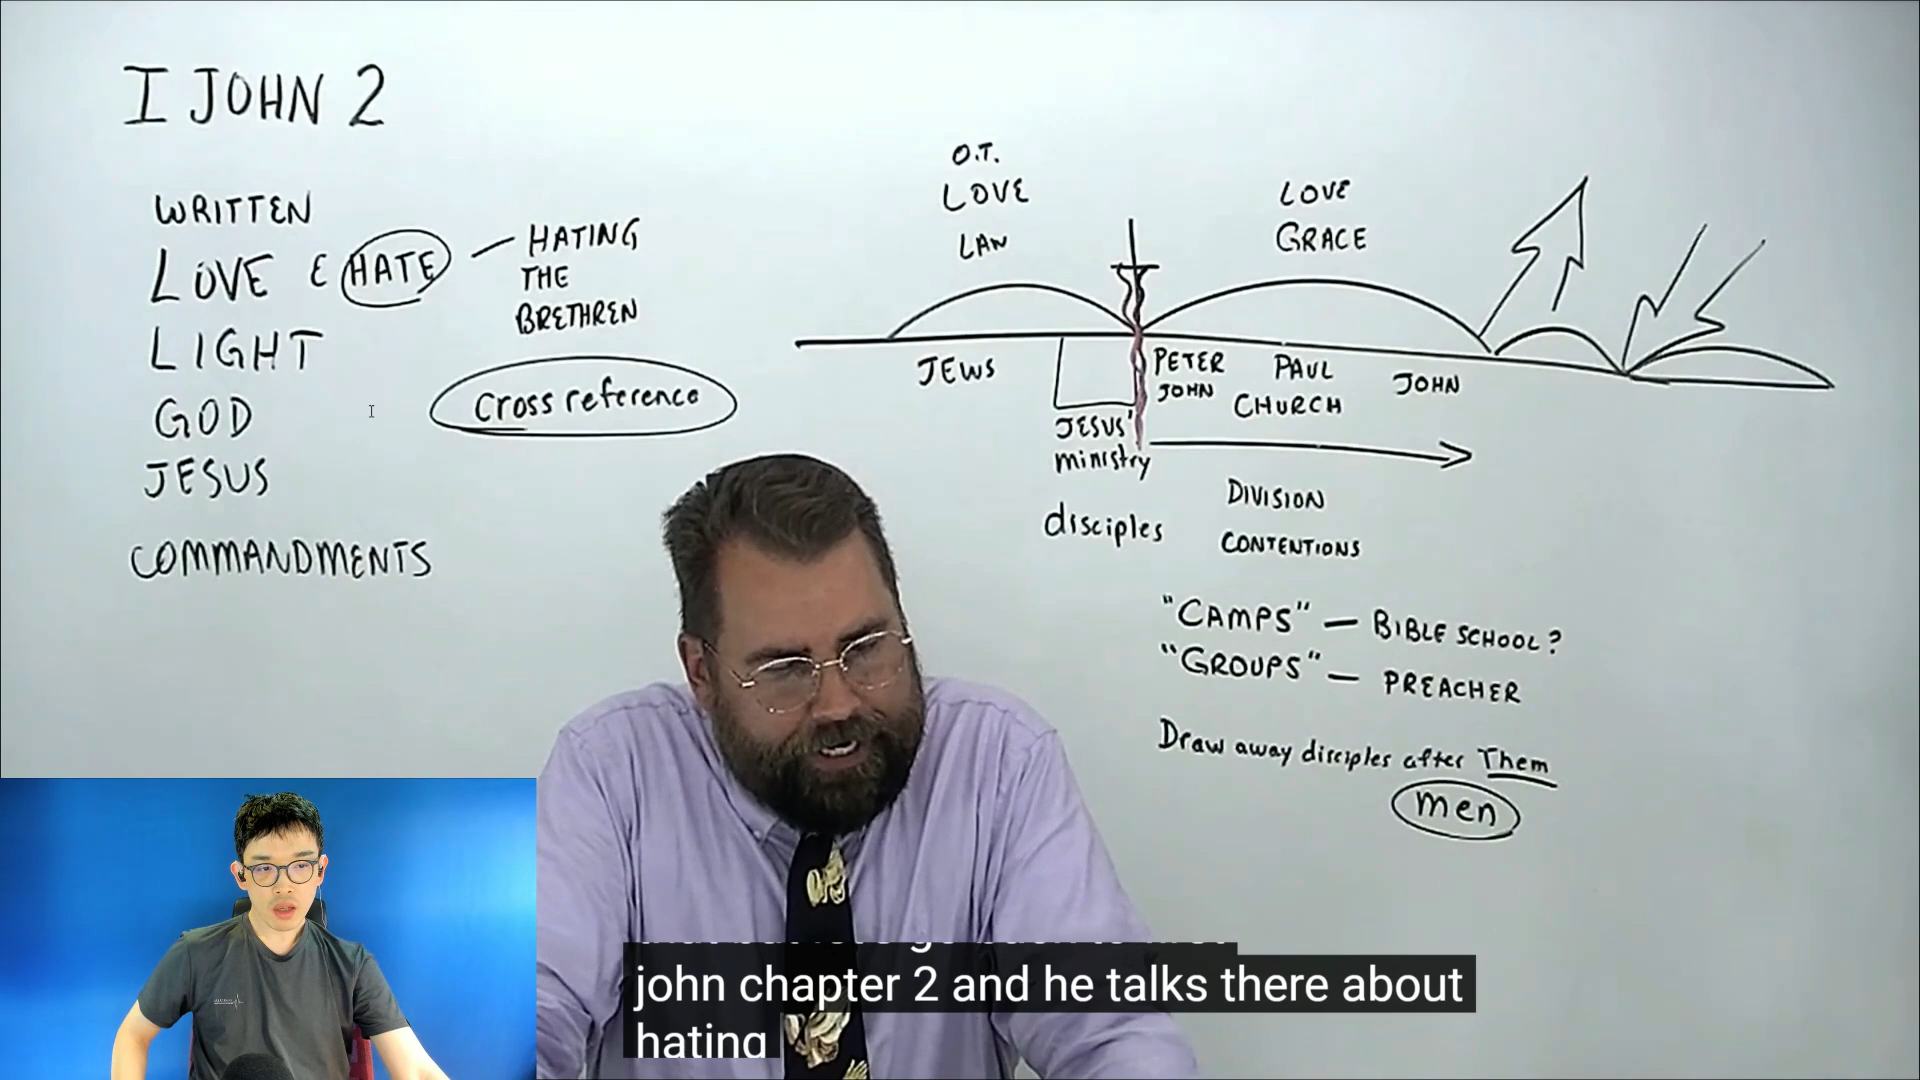 I JOHN 2
WRITTEN
LOVE & HATE — HATING
THE
BRETHREN
LIGHT
cross reference
GOD
JESUS
COMMANDMENTS
O.T.
LOVE
LAW
LOVE
GRACE
JEWS
PETER
JOHN
PAUL
CHURCH
JOHN
JESUS'
ministry
disciples
DIVISION
CONTENTIONS
"CAMPS" — BIBLE SCHOOL?
"GROUPS" — PREACHER
Draw away disciples after Them
men
john chapter 2 and he talks there about
hating